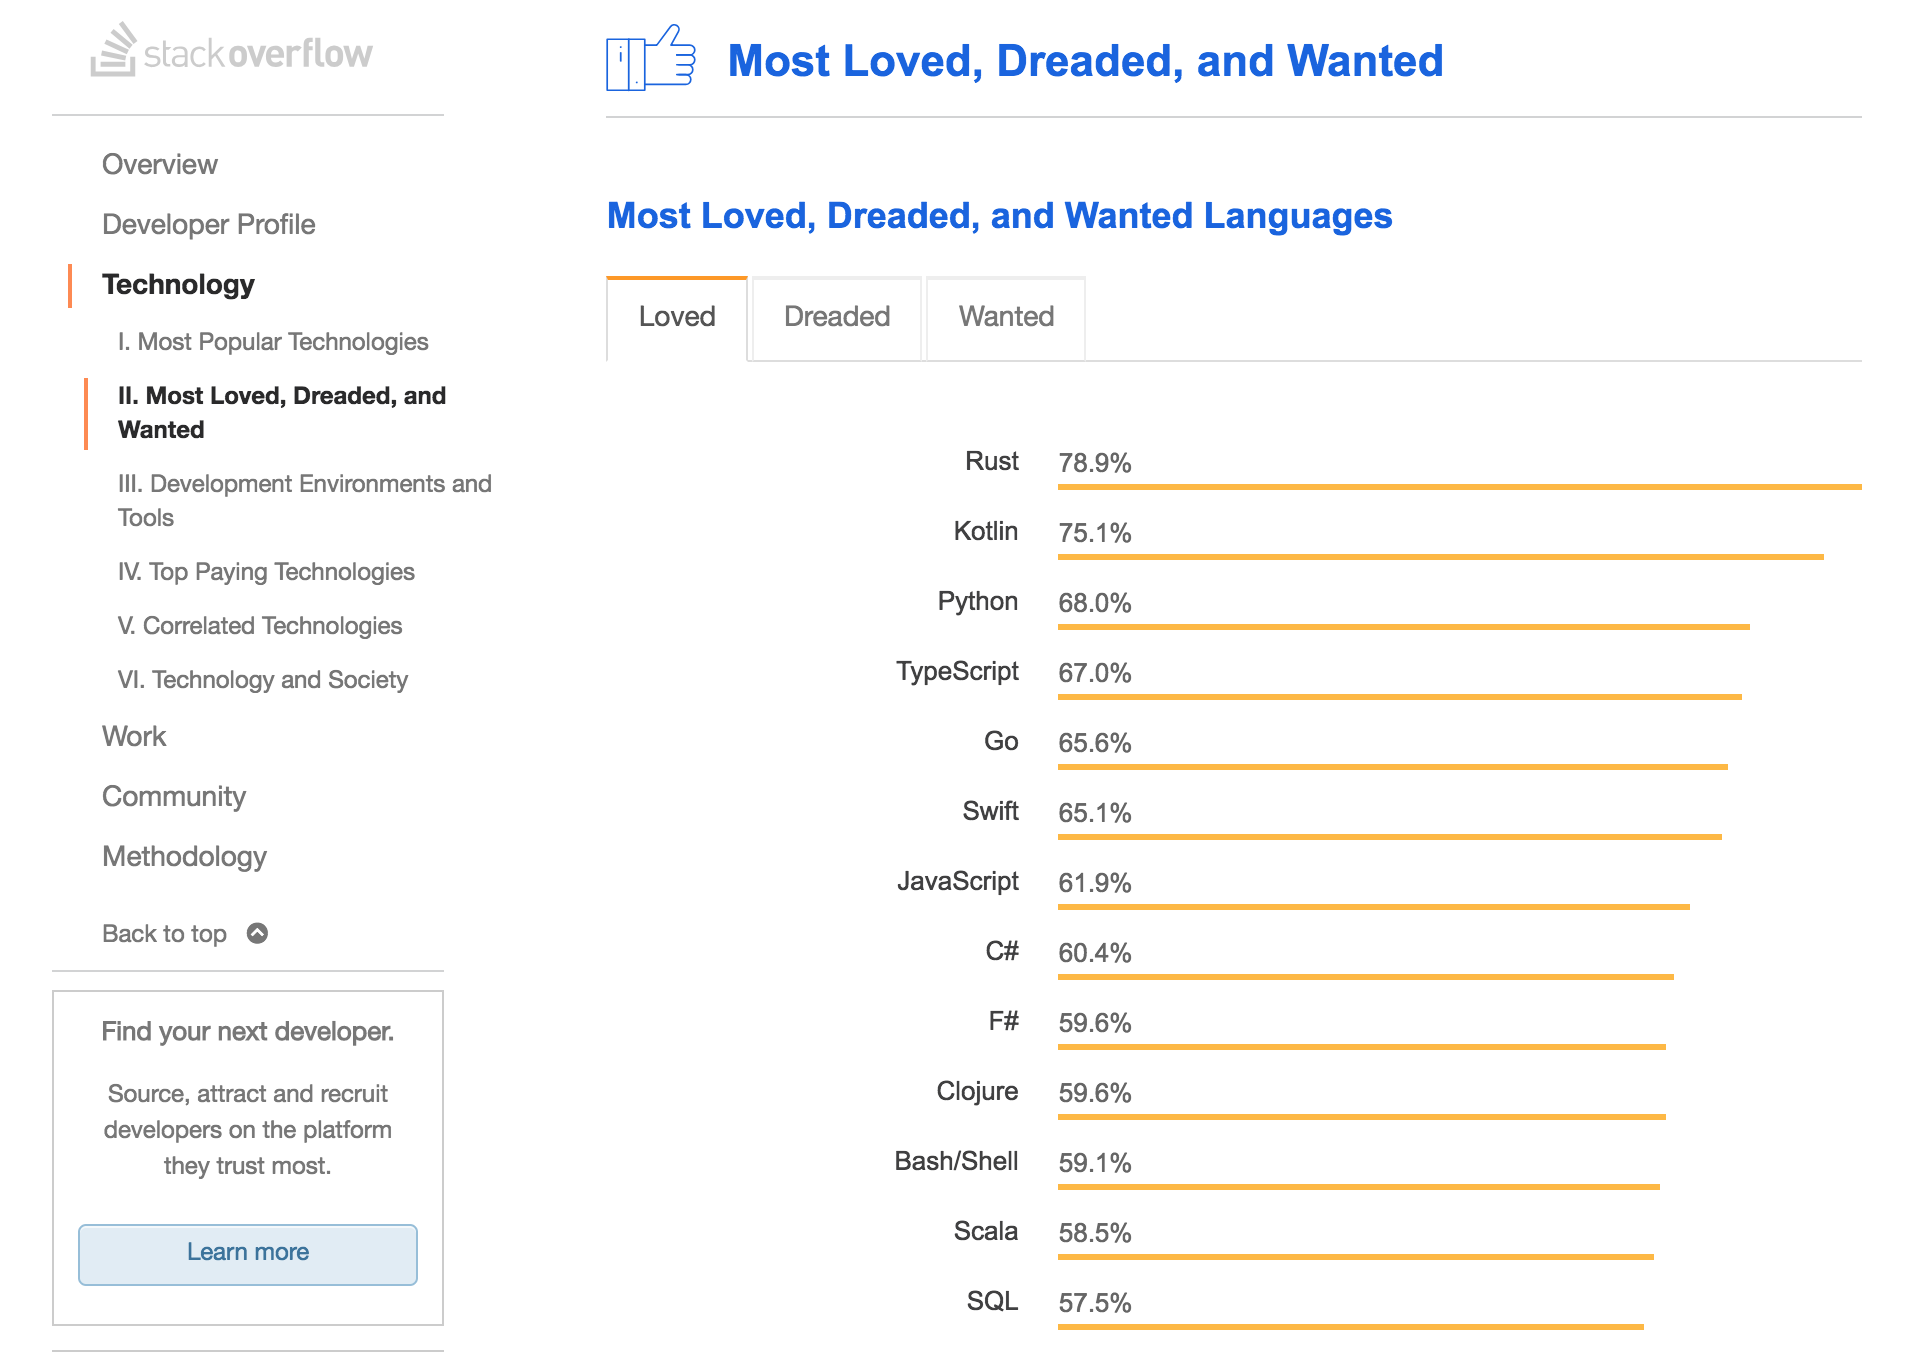 stackoverflow
Overview
Developer Profile
Technology
I. Most Popular Technologies
II. Most Loved, Dreaded, and
Wanted
III. Development Environments and
Tools
IV. Top Paying Technologies
V. Correlated Technologies
VI. Technology and Society
Work
Community
Methodology
Back to top
Find your next developer.
Source, attract and recruit
developers on the platform
they trust most.
Learn more
Most Loved, Dreaded, and Wanted
Most Loved, Dreaded, and Wanted Languages
Loved Dreaded Wanted
Rust 78.9%
Kotlin 75.1%
Python 68.0%
TypeScript 67.0%
Go 65.6%
Swift 65.1%
JavaScript 61.9%
C# 60.4%
F# 59.6%
Clojure 59.6%
Bash/Shell 59.1%
Scala 58.5%
SQL 57.5%